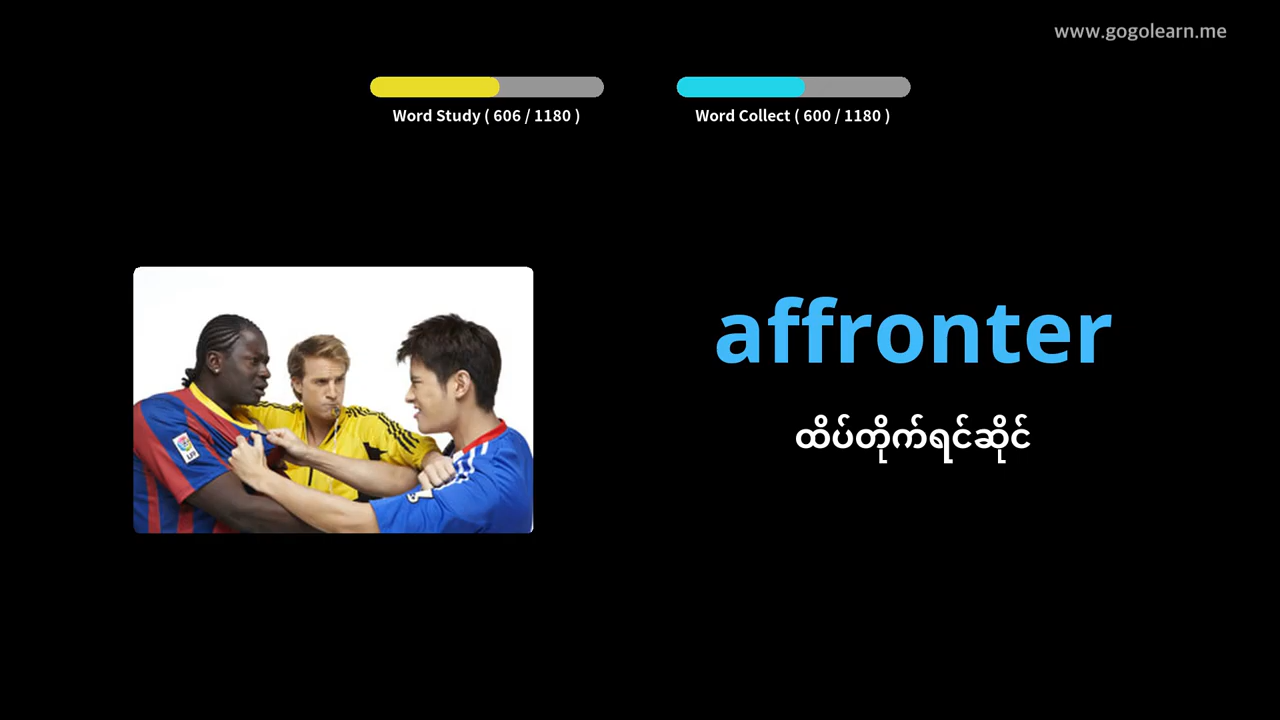 www.gogolearn.me
Word Study ( 606 / 1180 )
Word Collect ( 600 / 1180 )
affronter
ထိပ်တိုက်ရင်ဆိုင်
LFP